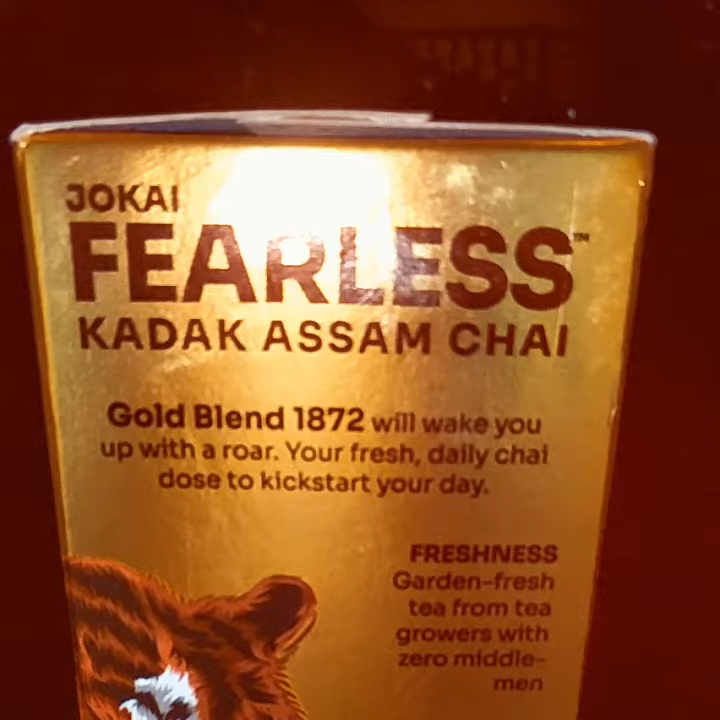 JOKAI
FEARLESS™
KADAK ASSAM CHAI
Gold Blend 1872 will wake you
up with a roar. Your fresh, daily chai
dose to kickstart your day.
FRESHNESS
Garden-fresh
tea from tea
growers with
zero middle-
men